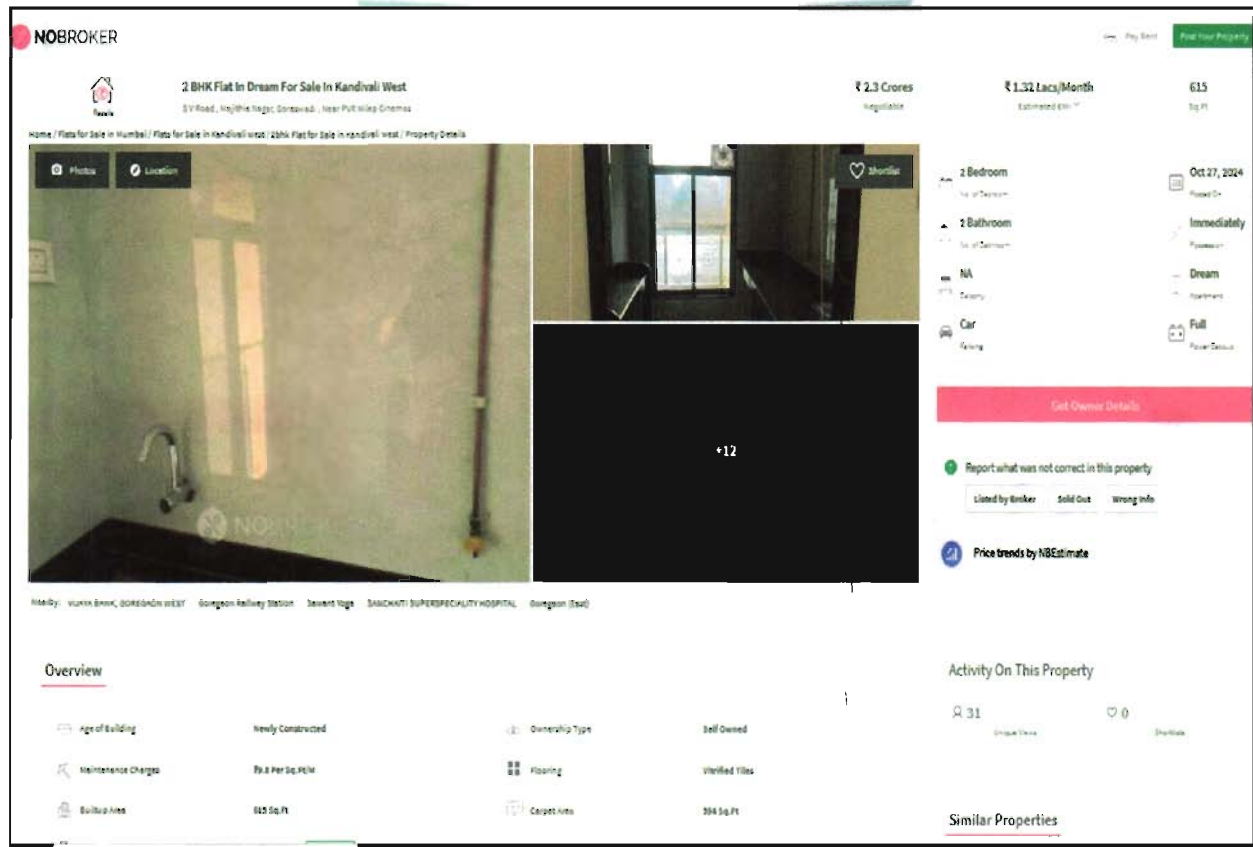 NOBROKER
Pay Rent
Post Your Property
Resale
2 BHK Flat In Dream For Sale In Kandivali West
S V Road, Majithia Nagar, Goraswadi, Near PVR Milap Cinemas
₹ 2.3 Crores
Negotiable
₹ 1.32 Lacs/Month
Estimated EMI
615
Sq.Ft
Home / Flats for Sale in Mumbai / Flats for Sale in Kandivali west / 2bhk Flat for Sale in Kandivali west / Property Details
Photos
Location
Shortlist
NOBROKER
+12
2 Bedroom
No. of Bedroom
Oct 27, 2024
Posted On
2 Bathroom
No. of Bathroom
Immediately
Possession
NA
Balcony
Dream
Apartment
Car
Parking
Full
Power Backup
Get Owner Details
Report what was not correct in this property
Listed by Broker
Sold Out
Wrong Info
Price trends by NBEstimate
Nearby: VIJAYA BANK, GOREGAON WEST Goregaon Railway Station Sawant Yoga SANCHAITI SUPERSPECIALITY HOSPITAL Goregaon (East)
Overview
Age of Building
Newly Constructed
Ownership Type
Self Owned
Maintenance Charges
Per Sq.Ft/M
Flooring
Vitrified Tiles
Builtup Area
615 Sq.Ft
Carpet Area
Sq.Ft
Activity On This Property
31
Unique Views
0
Shortlists
Similar Properties